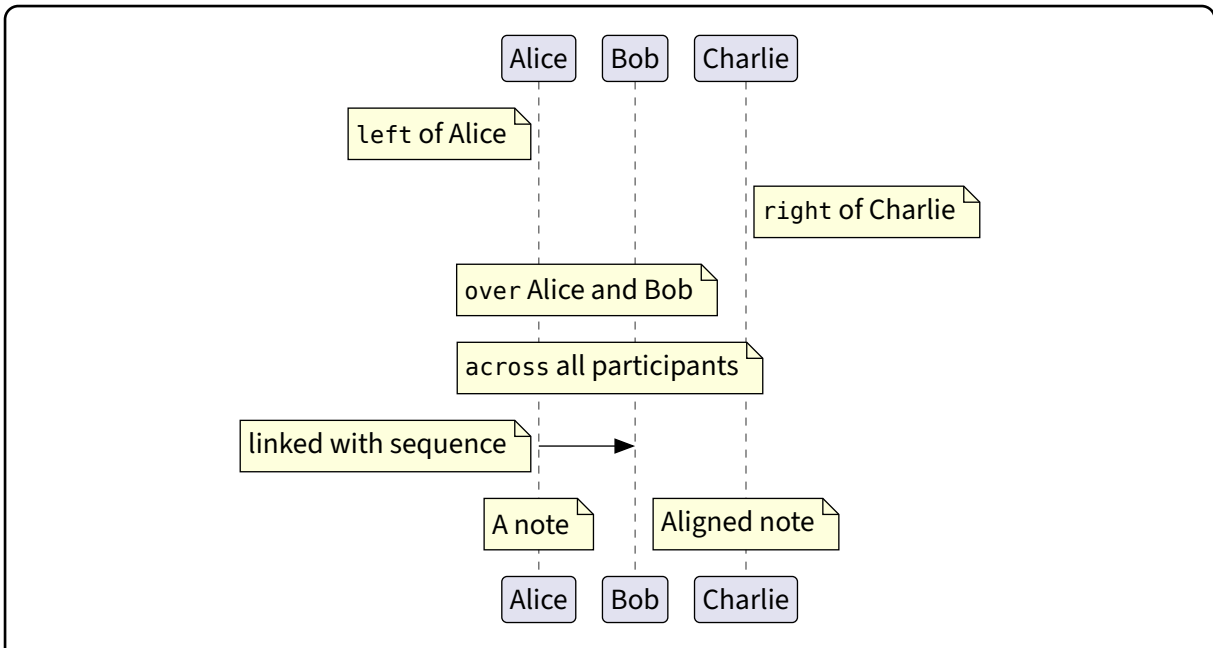 Alice Bob Charlie
left of Alice
right of Charlie
over Alice and Bob
across all participants
linked with sequence
A note Aligned note
Alice Bob Charlie